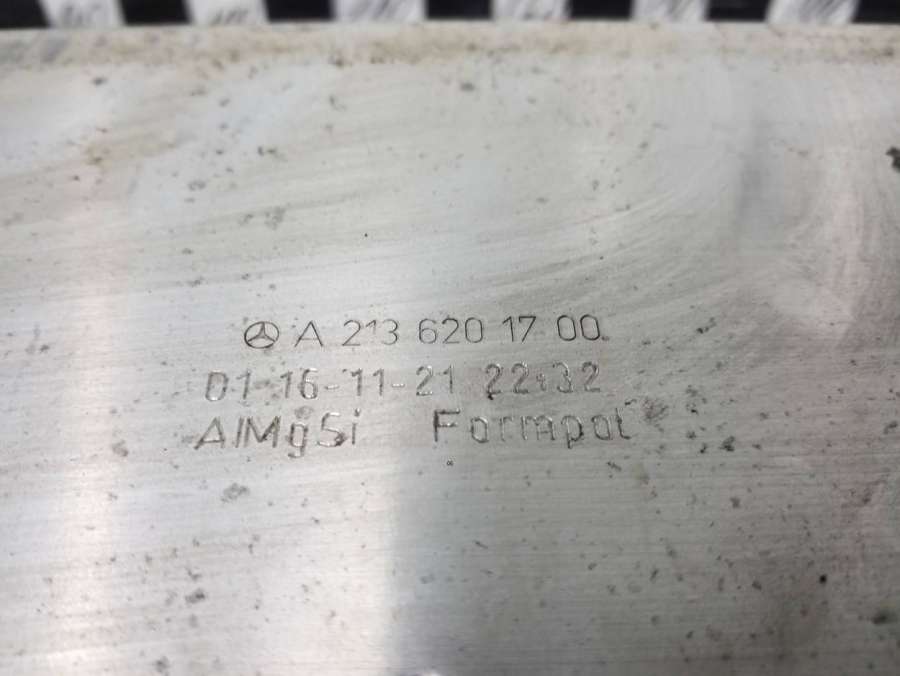 A 213 620 17 00
01 16-11-21 22:32
AlMgSi Formpol